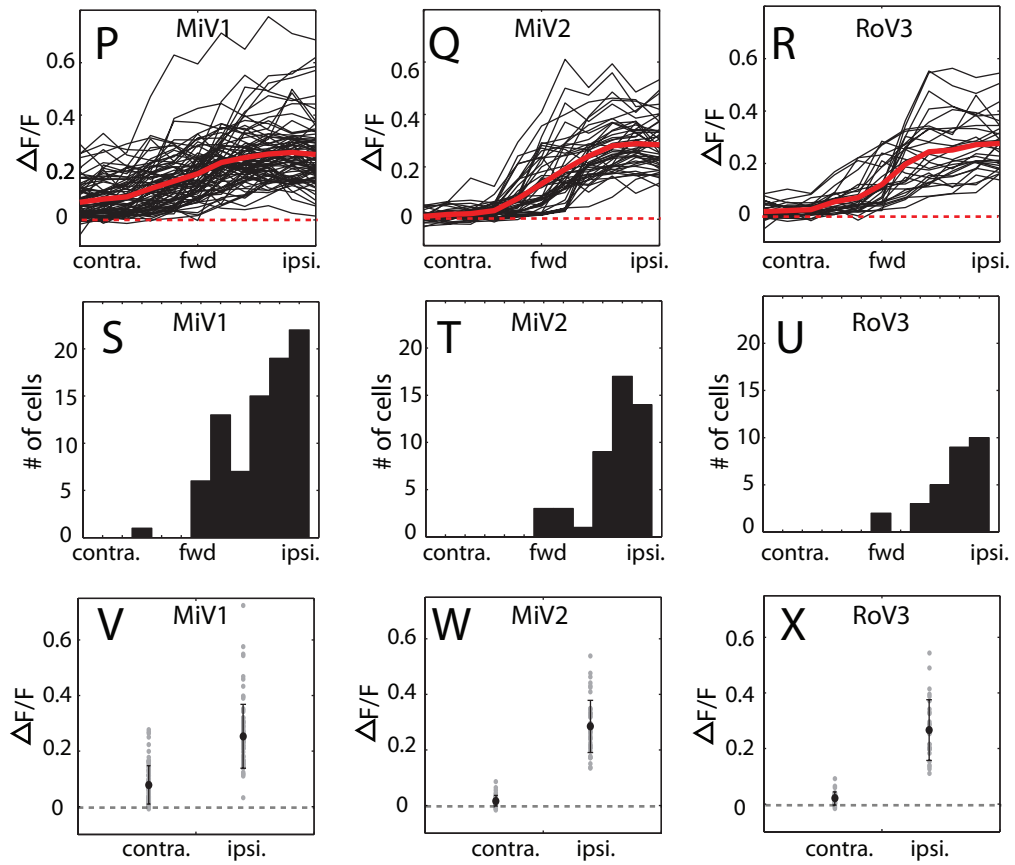 P MiV1
ΔF/F
0.6
0.4
0.2
0
contra. fwd ipsi.
Q MiV2
ΔF/F
0.6
0.4
0.2
0
contra. fwd ipsi.
R RoV3
ΔF/F
0.6
0.4
0.2
0
contra. fwd ipsi.
S MiV1
# of cells
20
15
10
5
0
contra. fwd ipsi.
T MiV2
# of cells
20
15
10
5
0
contra. fwd ipsi.
U RoV3
# of cells
20
15
10
5
0
contra. fwd ipsi.
V MiV1
ΔF/F
0.6
0.4
0.2
0
contra. ipsi.
W MiV2
ΔF/F
0.6
0.4
0.2
0
contra. ipsi.
X RoV3
ΔF/F
0.6
0.4
0.2
0
contra. ipsi.